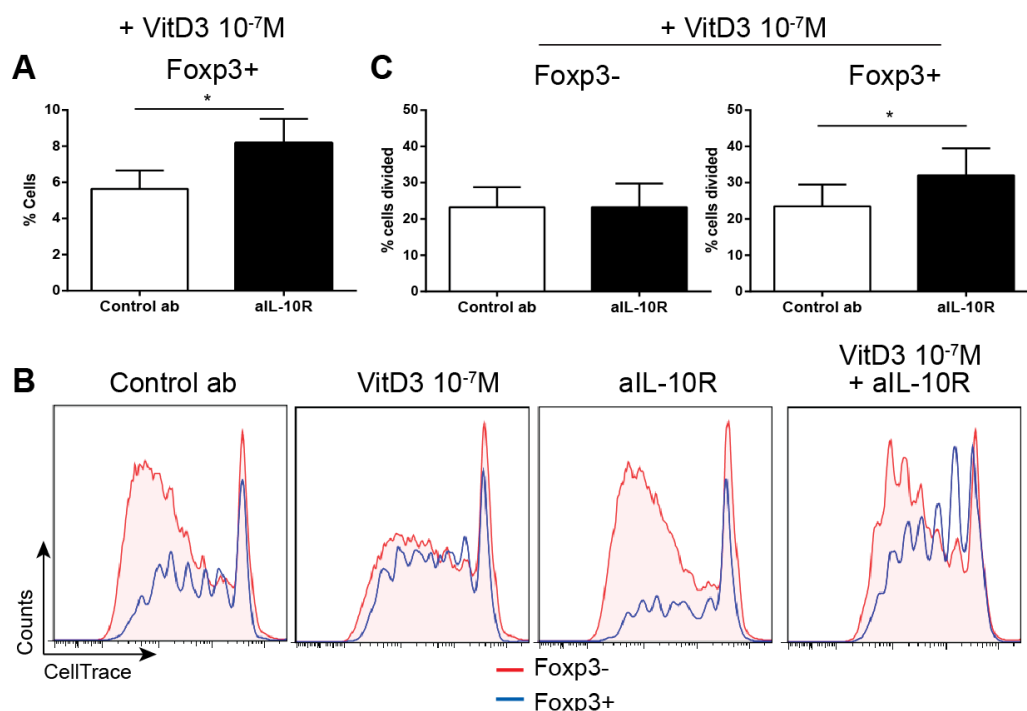 + VitD3 10⁻⁷M
A
Foxp3+
*
% Cells
10
8
6
4
2
0
Control ab
aIL-10R
+ VitD3 10⁻⁷M
C
Foxp3-
% cells divided
50
40
30
20
10
0
Control ab
aIL-10R
Foxp3+
*
% cells divided
50
40
30
20
10
0
Control ab
aIL-10R
B
Control ab
VitD3 10⁻⁷M
aIL-10R
VitD3 10⁻⁷M
+ aIL-10R
Counts
CellTrace
Foxp3-
Foxp3+